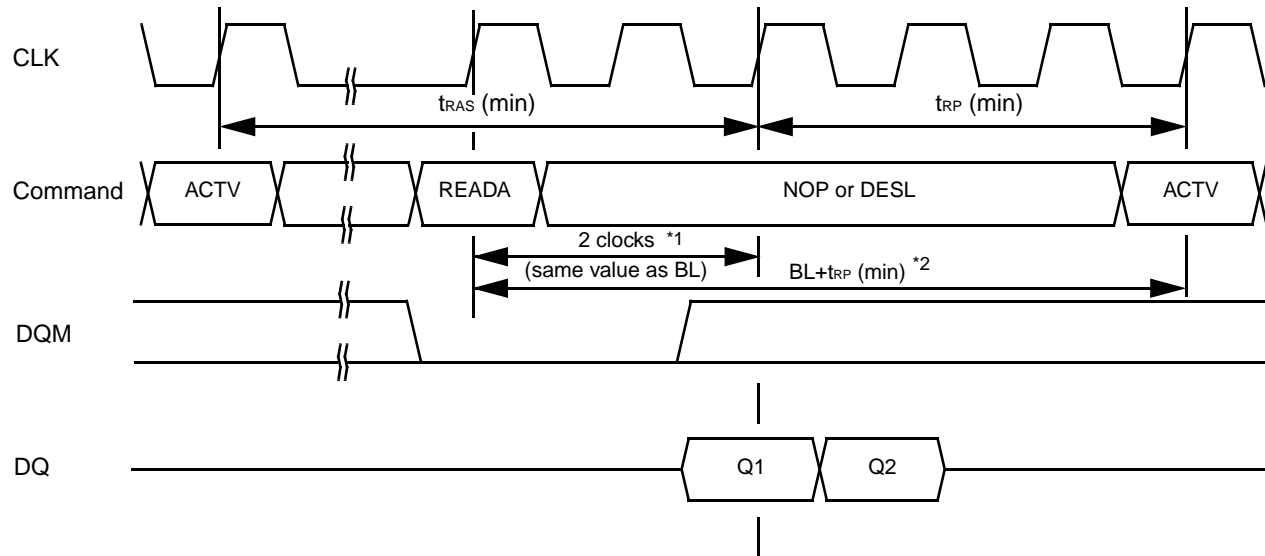 CLK
tRAS (min)
tRP (min)
Command
ACTV
READA
NOP or DESL
ACTV
2 clocks *1
(same value as BL)
BL+tRP (min) *2
DQM
DQ
Q1
Q2